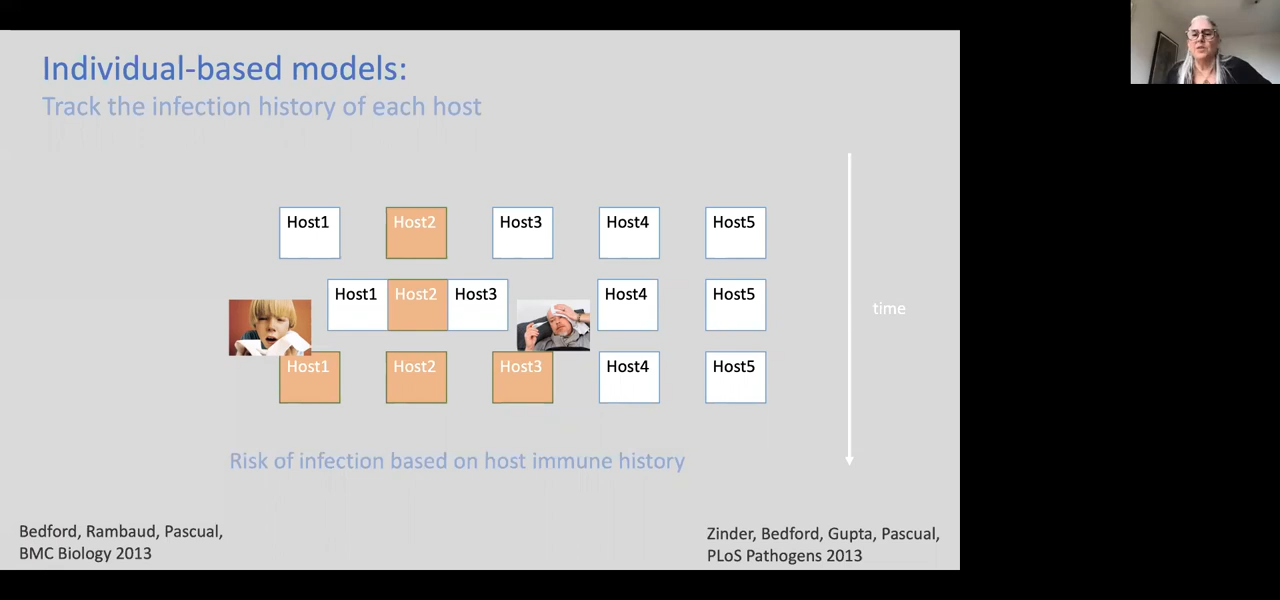 Individual-based models:
Track the infection history of each host
Host1 Host2 Host3 Host4 Host5
Host1 Host2 Host3 Host4 Host5
time
Host1 Host2 Host3 Host4 Host5
Risk of infection based on host immune history
Bedford, Rambaud, Pascual,
BMC Biology 2013
Zinder, Bedford, Gupta, Pascual,
PLoS Pathogens 2013